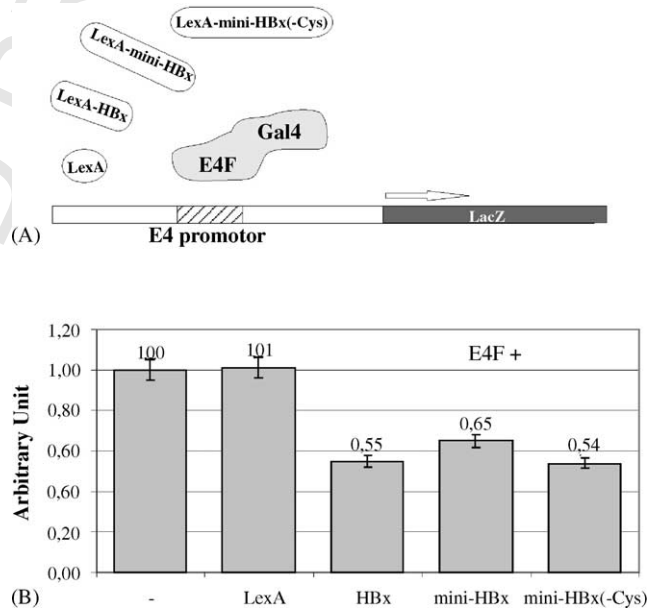 LexA-mini-HBx(-Cys)
LexA-mini-HBx
LexA-HBx
Gal4
LexA
E4F
LacZ
(A)
E4 promotor
1,20
100
101
E4F +
1,00
0,80
0,65
0,55
0,54
0,60
0,60
0,20
0,00
Arbitrary Unit
(B)
- LexA HBx mini-HBx mini-HBx(-Cys)